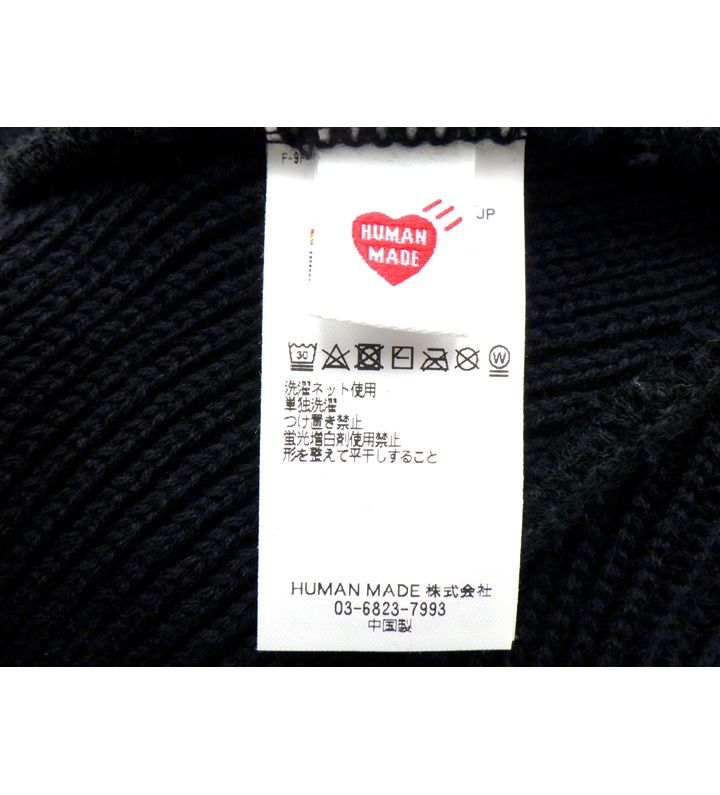 F-9
JP
HUMAN
MADE
30
W
洗濯ネット使用
単独洗濯
つけ置き禁止
蛍光増白剤使用禁止
形を整えて平干しすること
HUMAN MADE 株式会社
03-6823-7993
中国製